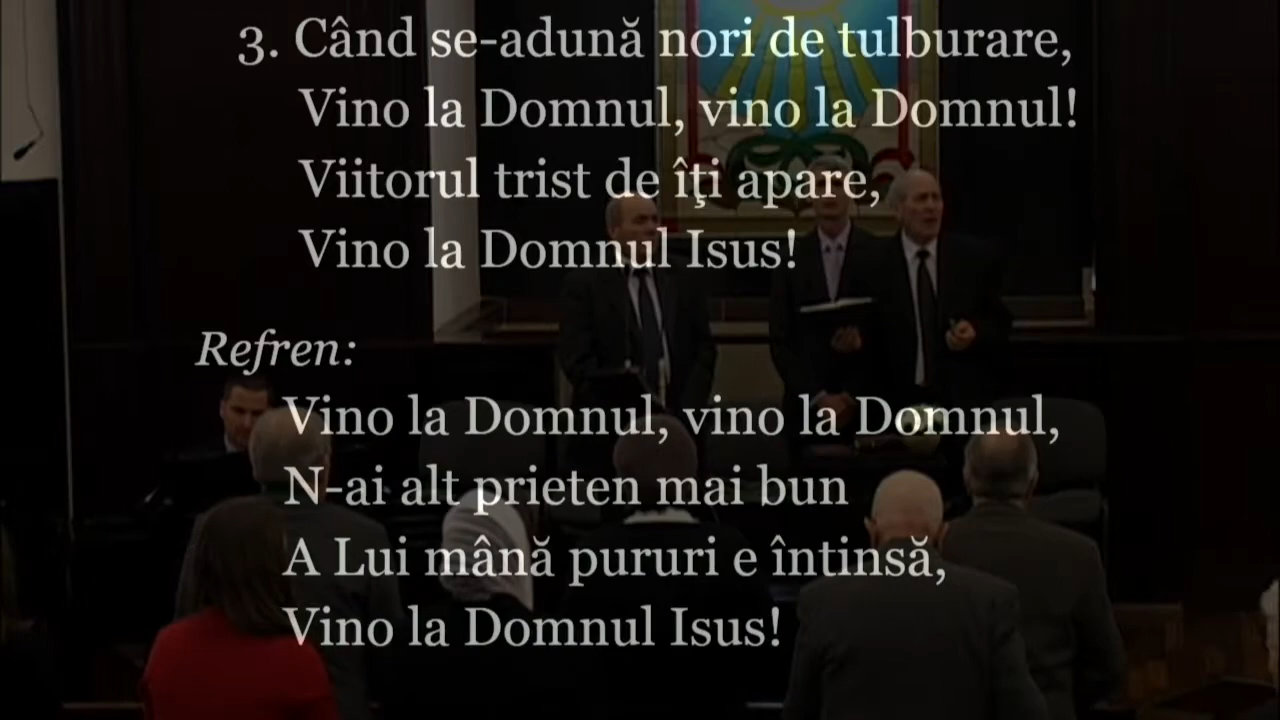 3. Când se-adună nori de tulburare,
Vino la Domnul, vino la Domnul!
Viitorul trist de îţi apare,
Vino la Domnul Isus!
Refren:
Vino la Domnul, vino la Domnul,
N-ai alt prieten mai bun
A Lui mână pururi e întinsă,
Vino la Domnul Isus!